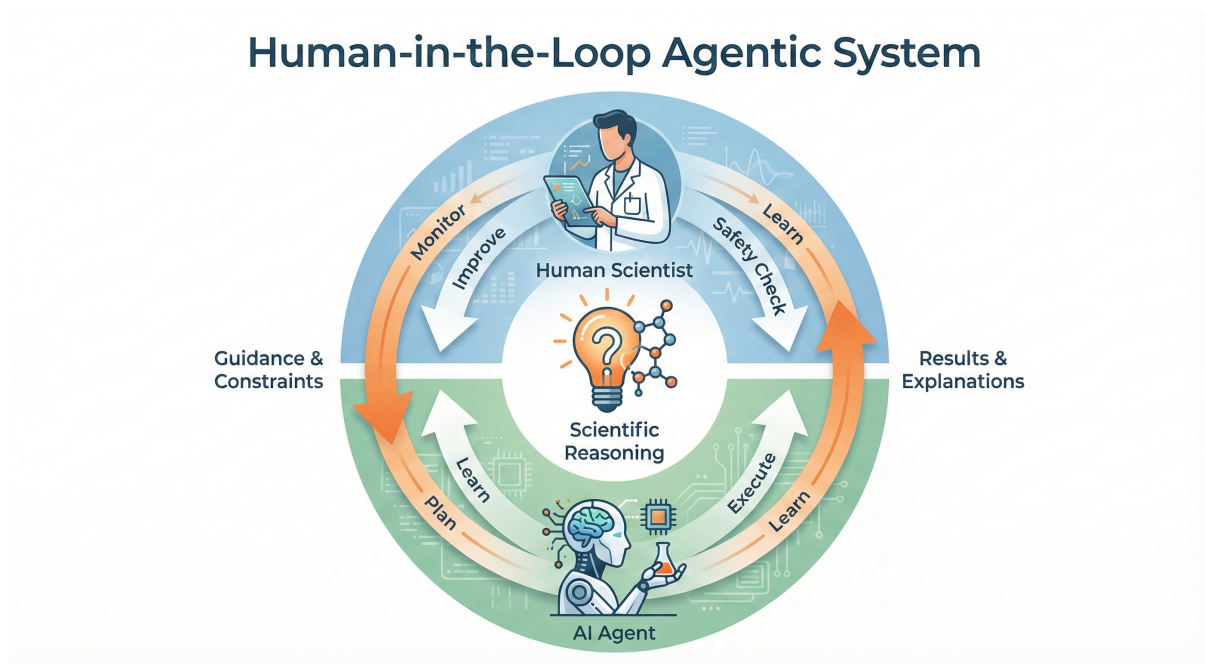 Human-in-the-Loop Agentic System
Monitor
Improve
Learn
Safety Check
Human Scientist
?
Guidance &
Constraints
Results &
Explanations
Scientific
Reasoning
Learn
Plan
Execute
Learn
AI Agent